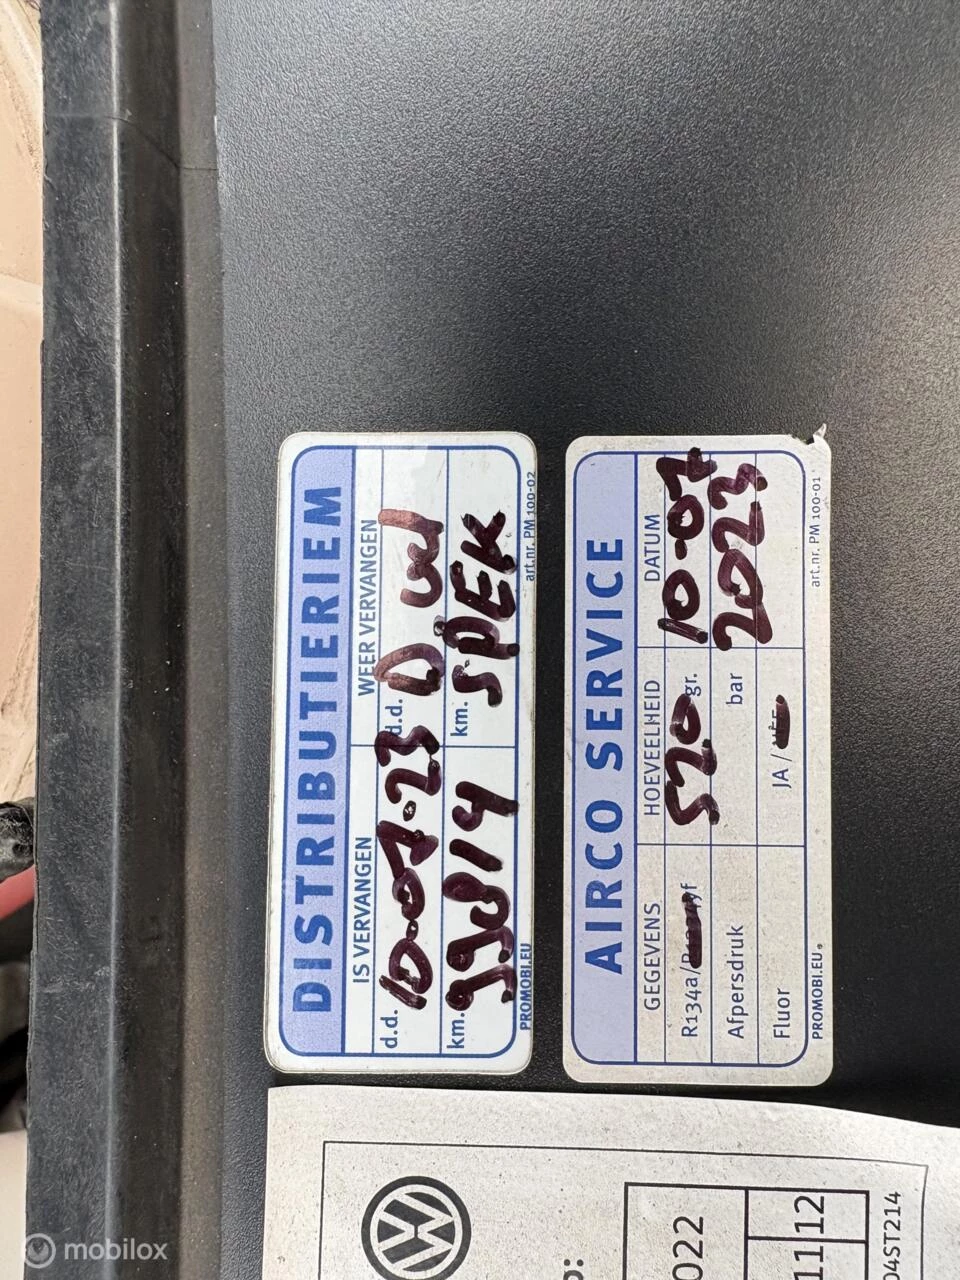 DISTRIBUTIERIEM
IS VERVANGEN WEER VERVANGEN
d.d. 10-07-23 d.d. D W
km. km. SPEK
PROMOBI.EU art.nr. PM 100-02
AIRCO SERVICE
GEGEVENS HOEVEELHEID DATUM
R134a/ 520 gr. 10-07
Afpersdruk bar 2023
Fluor JA /
PROMOBI.EU® art.nr. PM 100-01
022
11 12
04ST214
mobilox